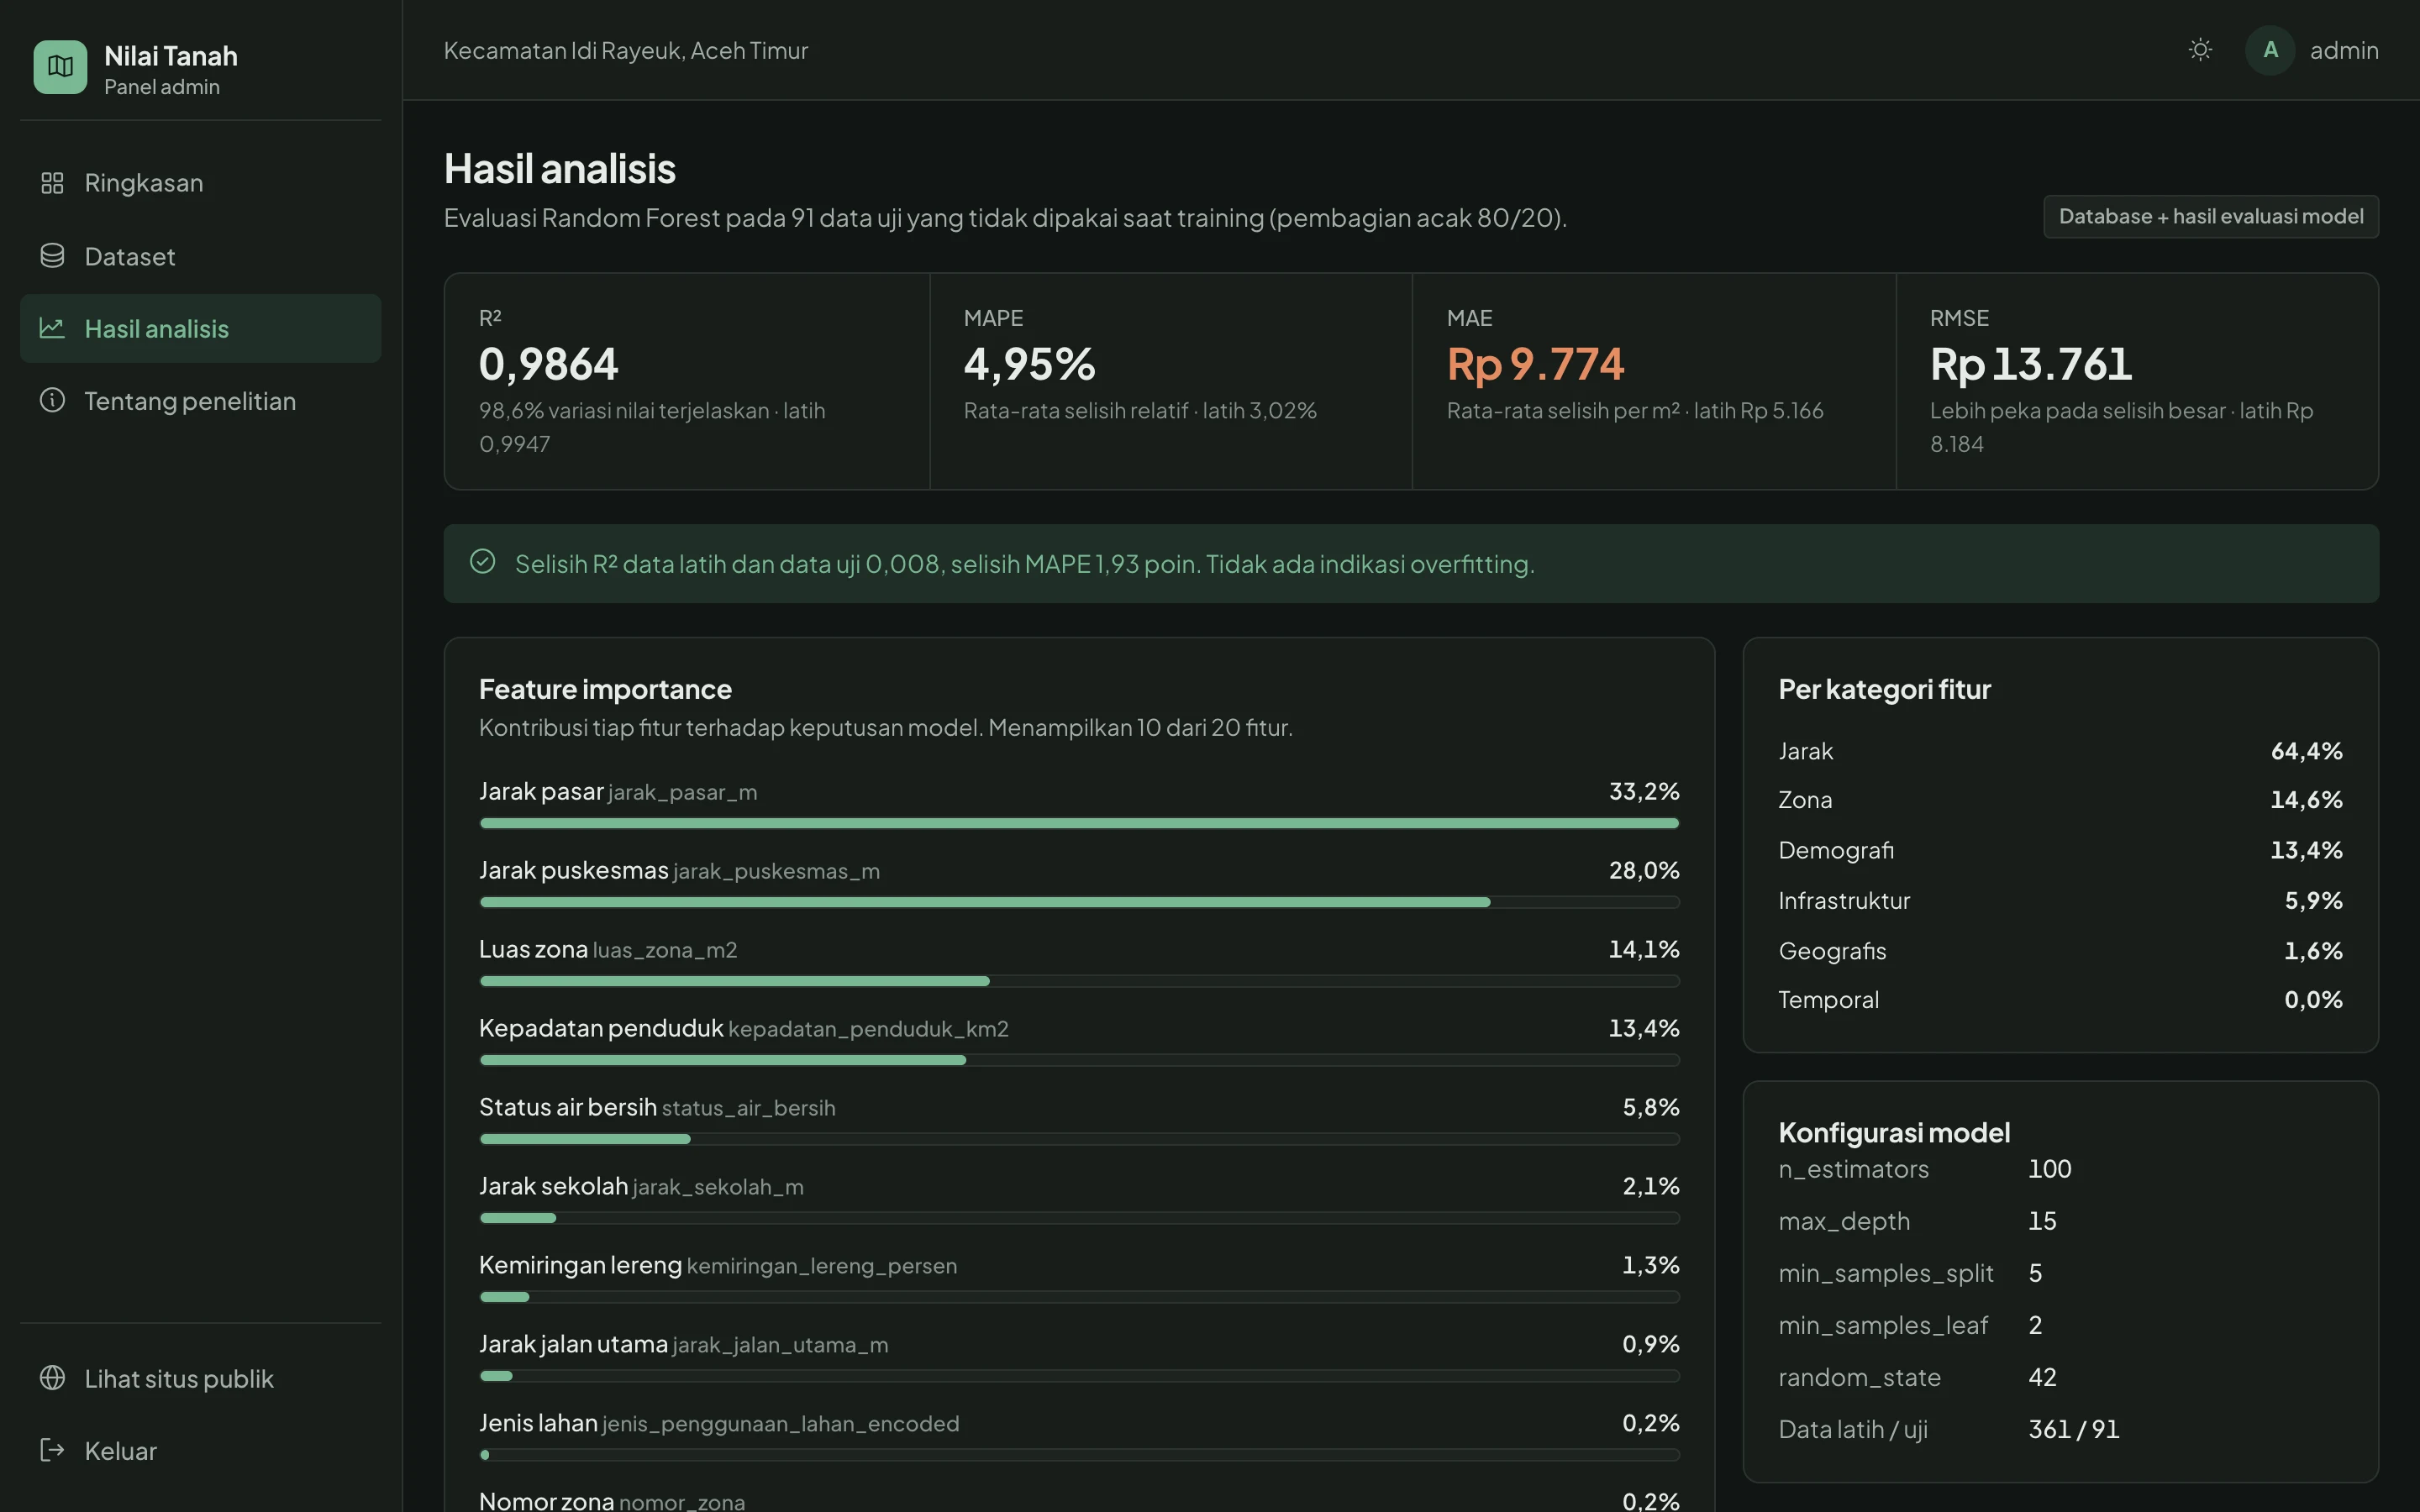 Nilai Tanah
Panel admin
Ringkasan
Dataset
Hasil analisis
Tentang penelitian
Lihat situs publik
Keluar
Kecamatan Idi Rayeuk, Aceh Timur
A
admin
Hasil analisis
Evaluasi Random Forest pada 91 data uji yang tidak dipakai saat training (pembagian acak 80/20).
Database + hasil evaluasi model
R²
0,9864
98,6% variasi nilai terjelaskan · latih
0,9947
MAPE
4,95%
Rata-rata selisih relatif · latih 3,02%
MAE
Rp 9.774
Rata-rata selisih per m² · latih Rp 5.166
RMSE
Rp 13.761
Lebih peka pada selisih besar · latih Rp
8.184
Selisih R² data latih dan data uji 0,008, selisih MAPE 1,93 poin. Tidak ada indikasi overfitting.
Feature importance
Kontribusi tiap fitur terhadap keputusan model. Menampilkan 10 dari 20 fitur.
Jarak pasar jarak_pasar_m 33,2%
Jarak puskesmas jarak_puskesmas_m 28,0%
Luas zona luas_zona_m2 14,1%
Kepadatan penduduk kepadatan_penduduk_km2 13,4%
Status air bersih status_air_bersih 5,8%
Jarak sekolah jarak_sekolah_m 2,1%
Kemiringan lereng kemiringan_lereng_persen 1,3%
Jarak jalan utama jarak_jalan_utama_m 0,9%
Jenis lahan jenis_penggunaan_lahan_encoded 0,2%
Nomor zona nomor_zona 0,2%
Per kategori fitur
Jarak 64,4%
Zona 14,6%
Demografi 13,4%
Infrastruktur 5,9%
Geografis 1,6%
Temporal 0,0%
Konfigurasi model
n_estimators 100
max_depth 15
min_samples_split 5
min_samples_leaf 2
random_state 42
Data latih / uji 361 / 91